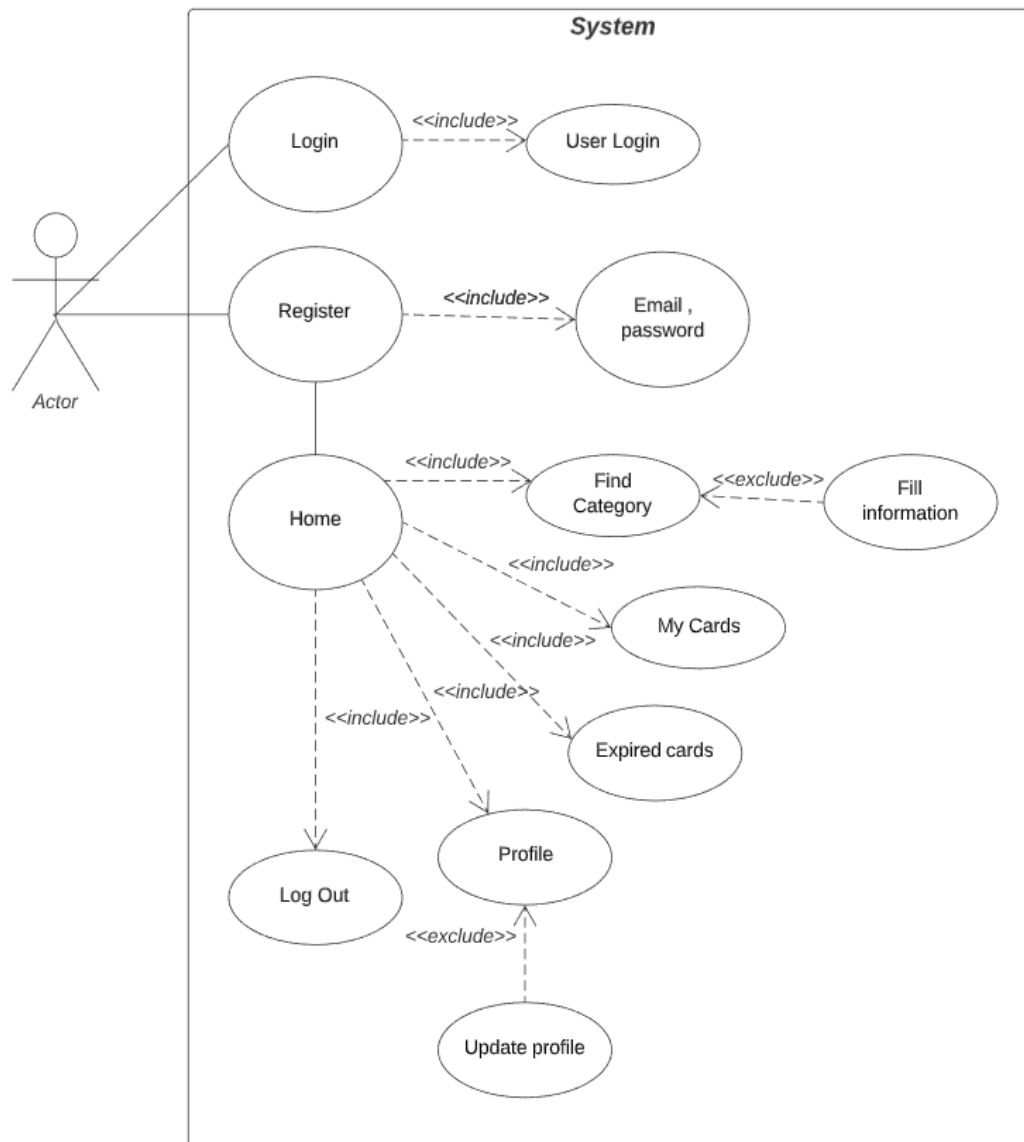 System
Login
<<include>>
User Login
Actor
Register
<<include>>
Email ,
password
Home
<<include>>
Find
Category
<<exclude>>
Fill
information
<<include>>
My Cards
<<include>>
Expired cards
<<include>>
<<include>>
Profile
Log Out
<<exclude>>
Update profile